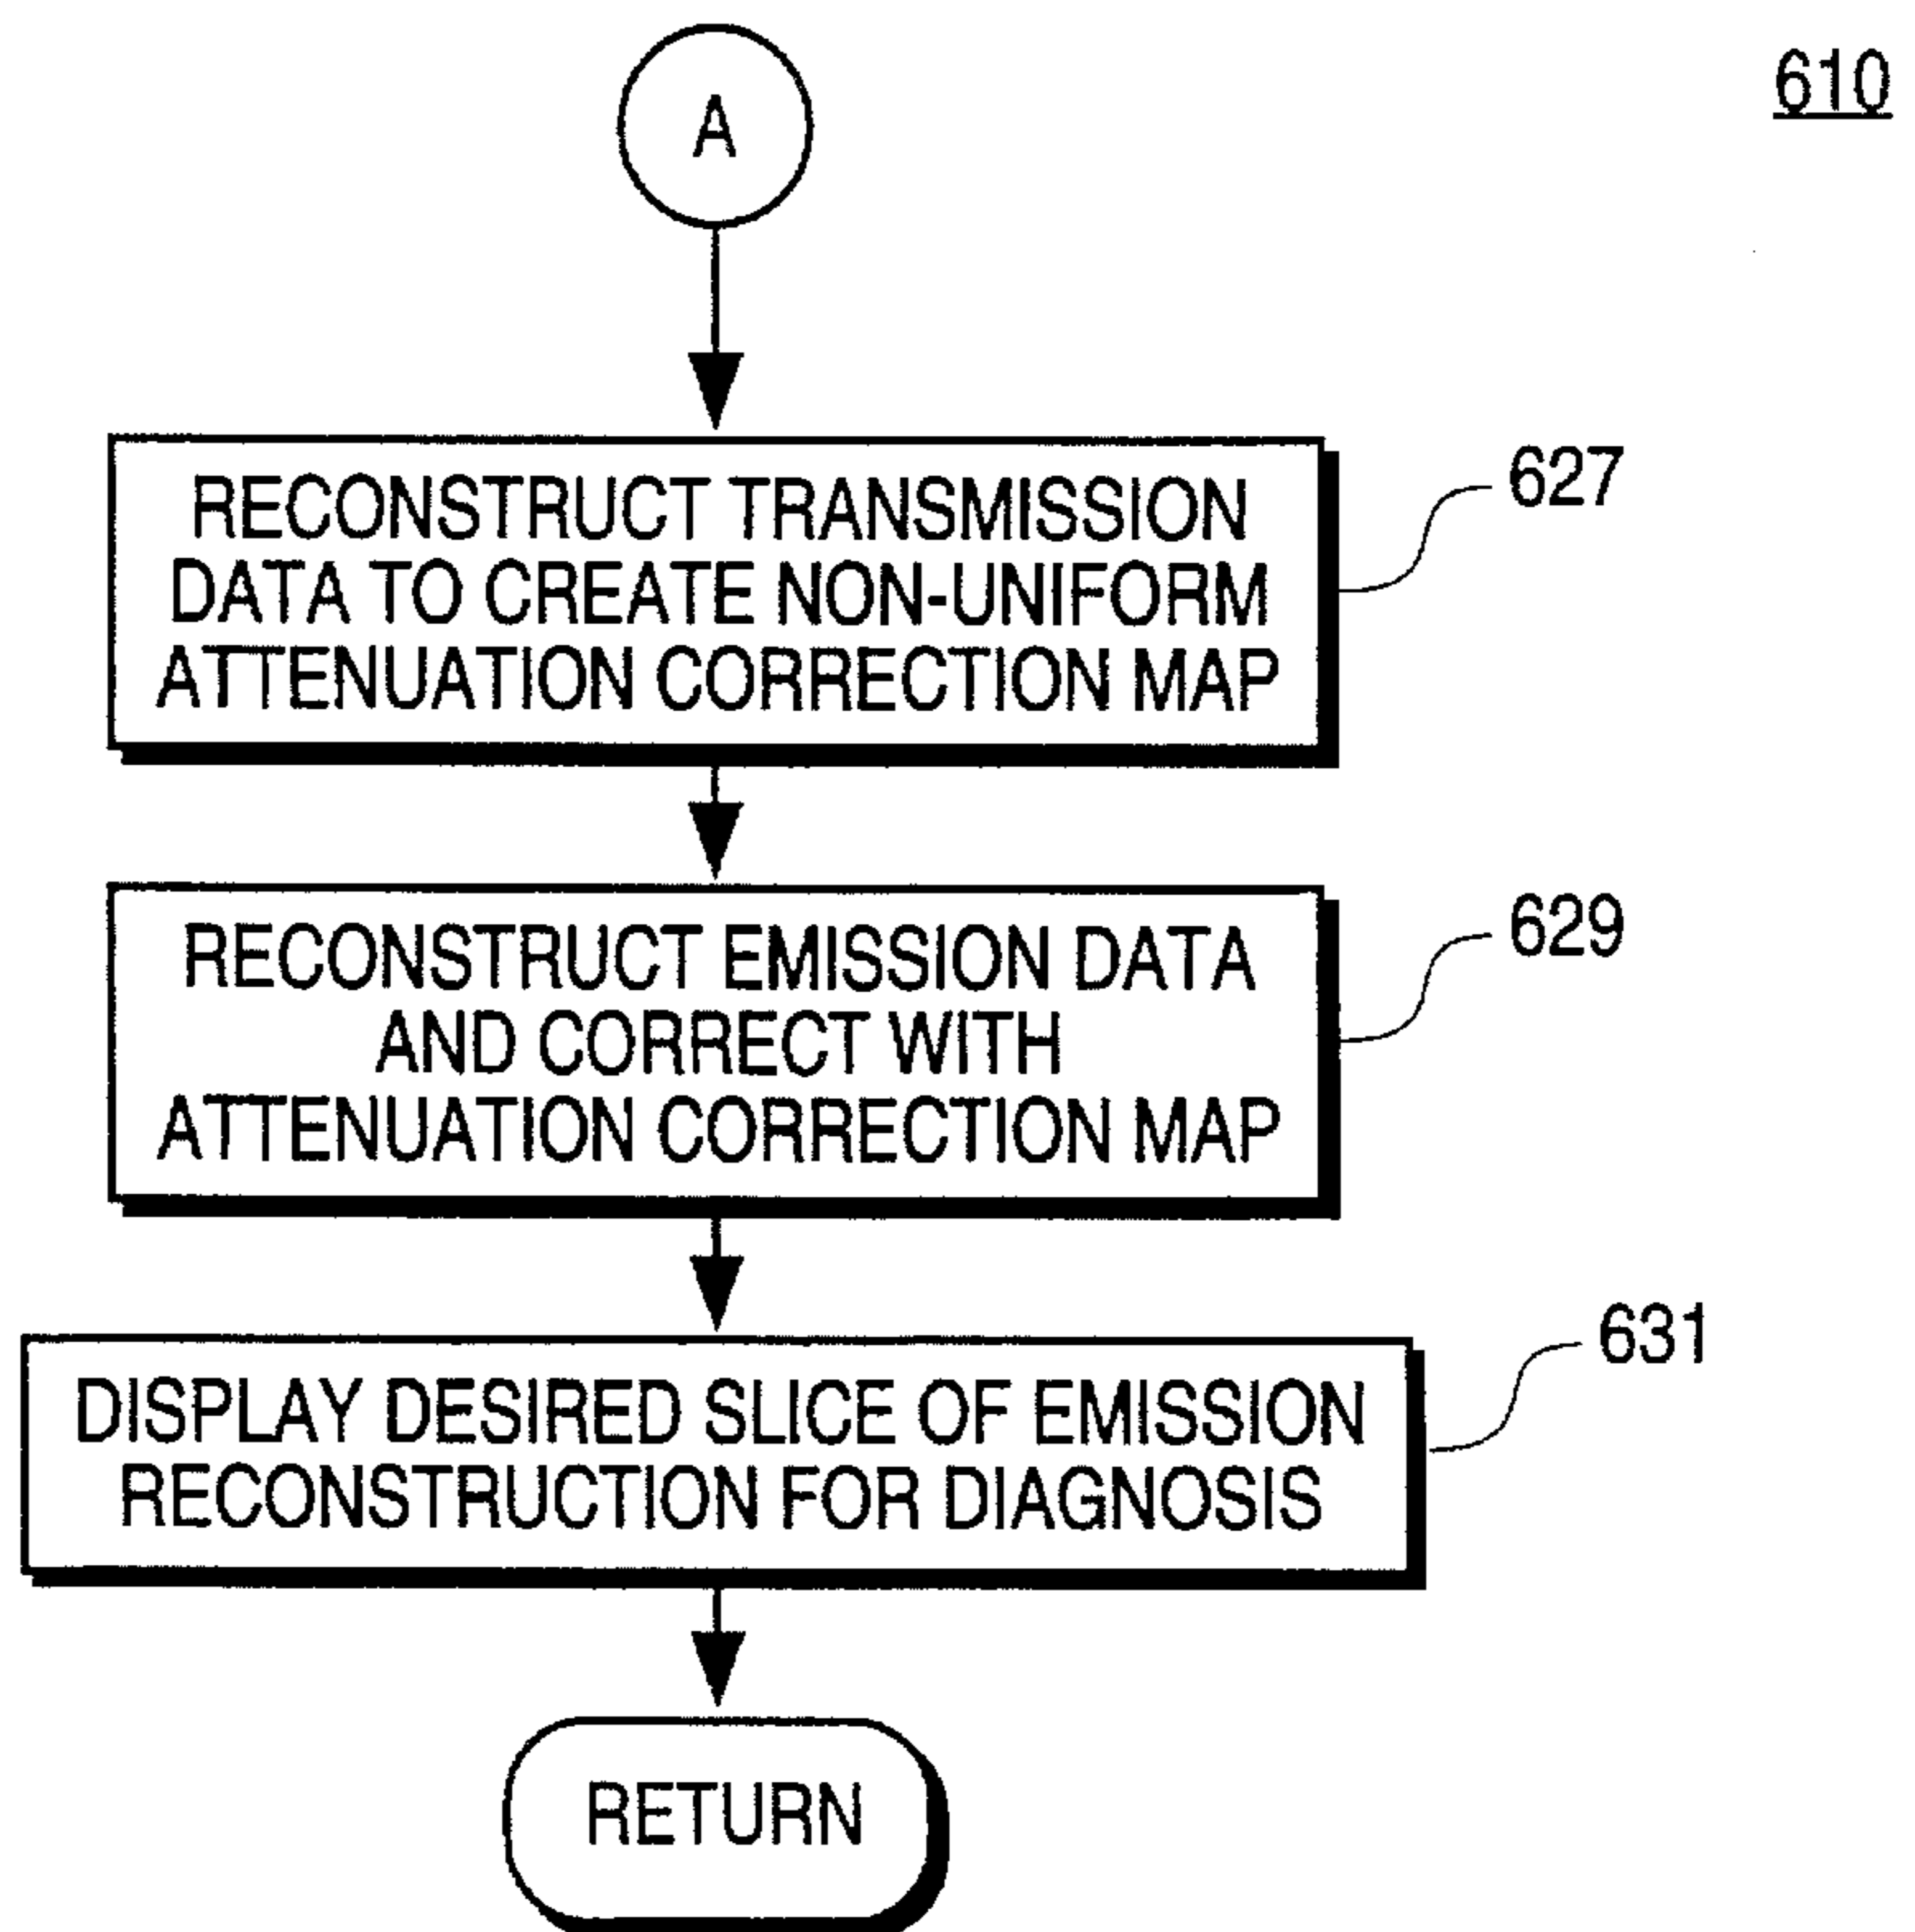 610
A
RECONSTRUCT TRANSMISSION
DATA TO CREATE NON-UNIFORM
ATTENUATION CORRECTION MAP
627
RECONSTRUCT EMISSION DATA
AND CORRECT WITH
ATTENUATION CORRECTION MAP
629
DISPLAY DESIRED SLICE OF EMISSION
RECONSTRUCTION FOR DIAGNOSIS
631
RETURN